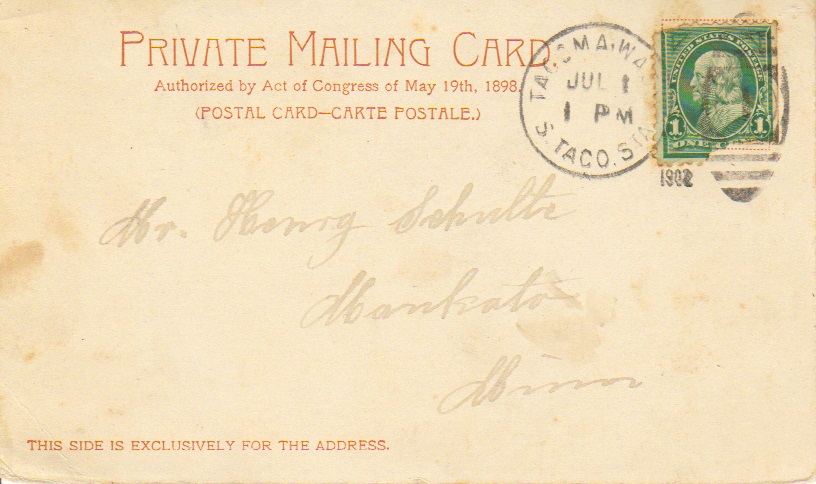 PRIVATE MAILING CARD.
Authorized by Act of Congress of May 19th, 1898.
(POSTAL CARD—CARTE POSTALE.)
TACOMA, WA
JUL 1
1 PM
S. TACO. STA
1902
UNITED STATES POSTAGE
1 1
ONE
Mr. Henry Schulte
Mankato
Minn
THIS SIDE IS EXCLUSIVELY FOR THE ADDRESS.